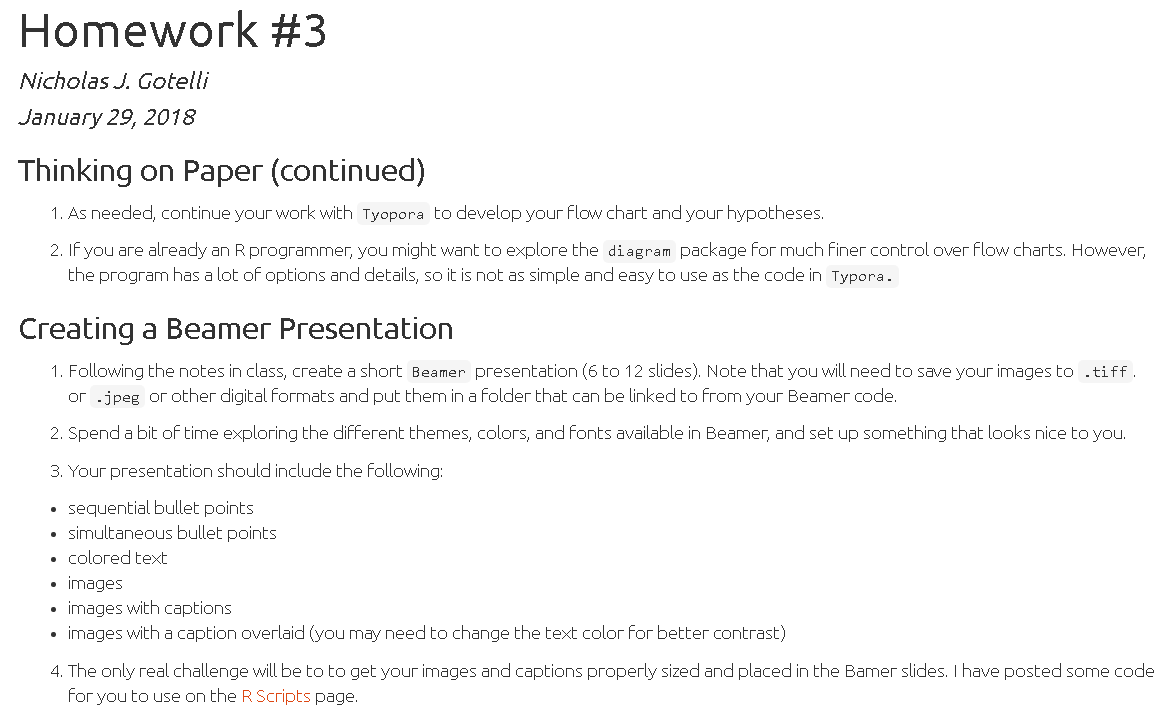 Homework #3
Nicholas J. Gotelli
January 29, 2018
Thinking on Paper (continued)
1. As needed, continue your work with Tyopora to develop your flow chart and your hypotheses.
2. If you are already an R programmer, you might want to explore the diagram package for much finer control over flow charts. However,
the program has a lot of options and details, so it is not as simple and easy to use as the code in Typora.
Creating a Beamer Presentation
1. Following the notes in class, create a short Beamer presentation (6 to 12 slides). Note that you will need to save your images to .tiff .
or .jpeg or other digital formats and put them in a folder that can be linked to from your Beamer code.
2. Spend a bit of time exploring the different themes, colors, and fonts available in Beamer, and set up something that looks nice to you.
3. Your presentation should include the following:
• sequential bullet points
• simultaneous bullet points
• colored text
• images
• images with captions
• images with a caption overlaid (you may need to change the text color for better contrast)
4. The only real challenge will be to to get your images and captions properly sized and placed in the Bamer slides. I have posted some code
for you to use on the R Scripts page.